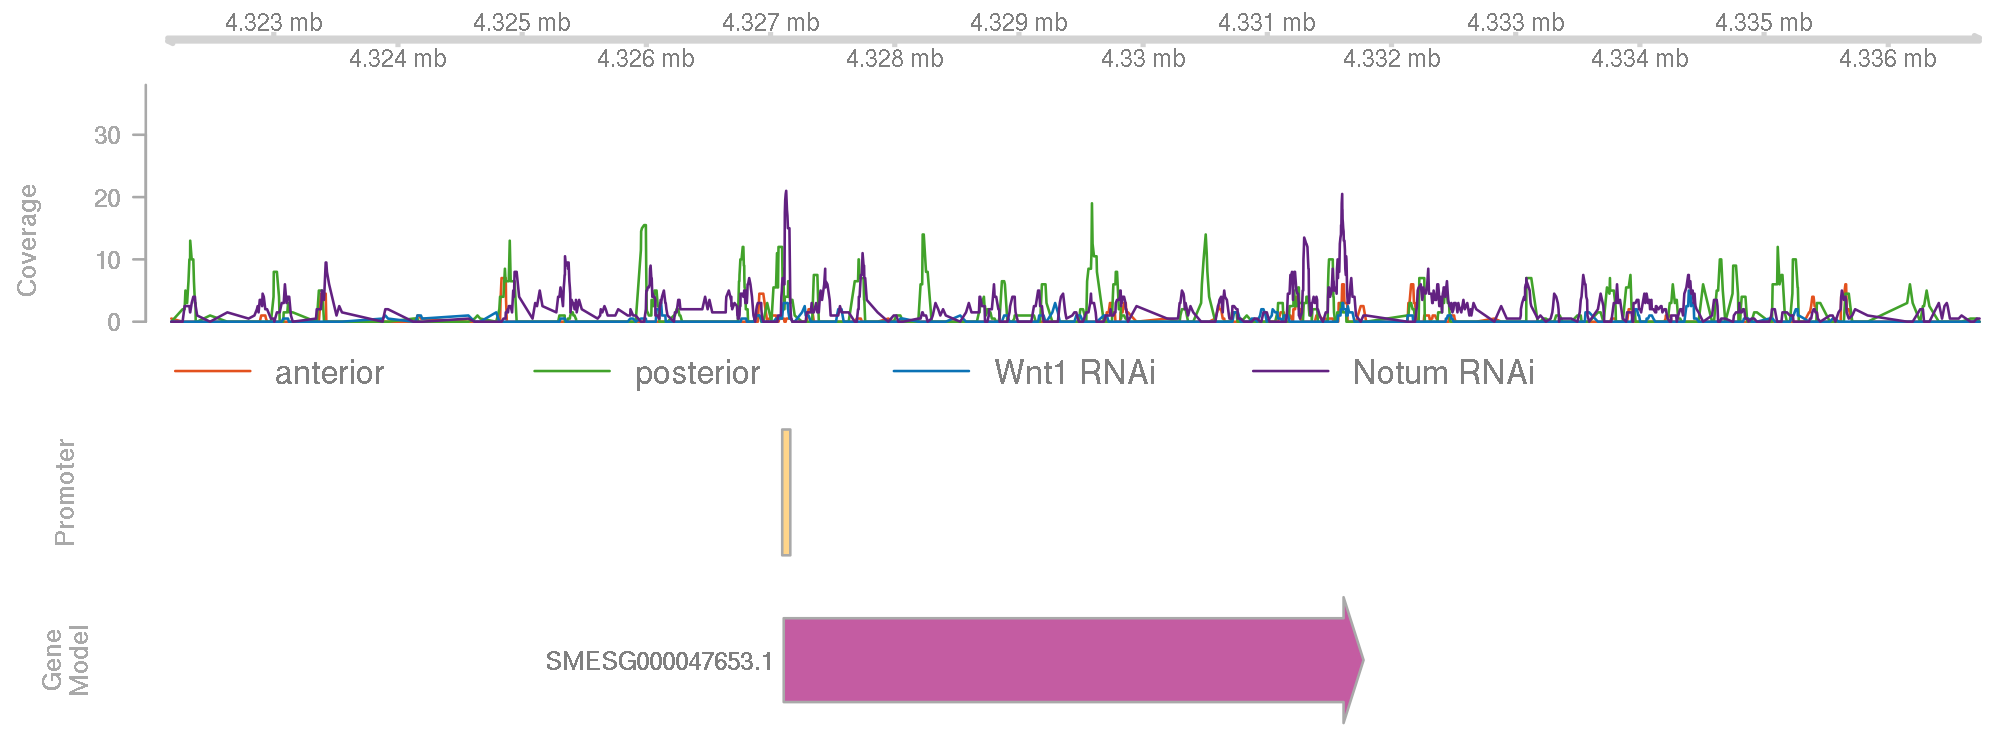 4.323 mb 4.325 mb 4.327 mb 4.329 mb 4.331 mb 4.333 mb 4.335 mb
4.324 mb 4.326 mb 4.328 mb 4.33 mb 4.332 mb 4.334 mb 4.336 mb
Coverage
30
20
10
0
anterior posterior Wnt1 RNAi Notum RNAi
Promoter
0
Gene
Model
SMESG000047653.1